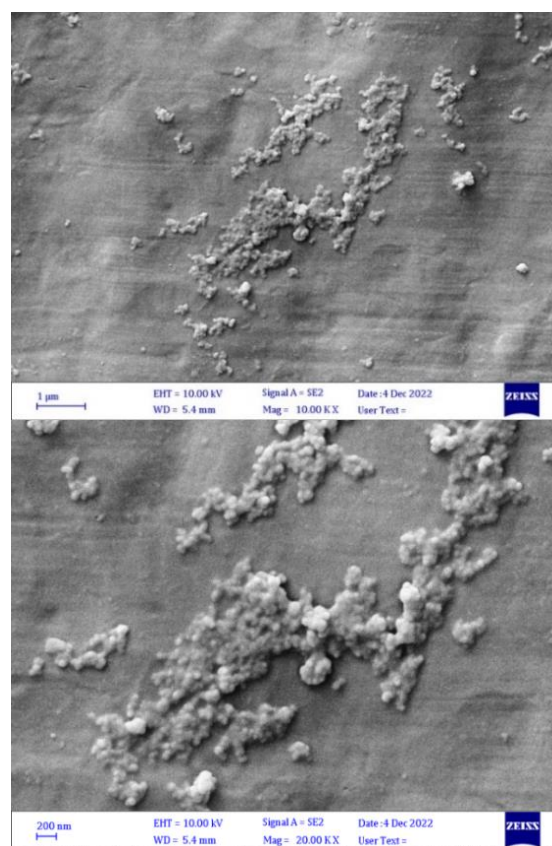 1 µm
EHT = 10.00 kV Signal A = SE2 Date :4 Dec 2022 ZEISS
WD = 5.4 mm Mag = 10.00 K X User Text =
200 nm
EHT = 10.00 kV Signal A = SE2 Date :4 Dec 2022 ZEISS
WD = 5.4 mm Mag = 20.00 K X User Text =